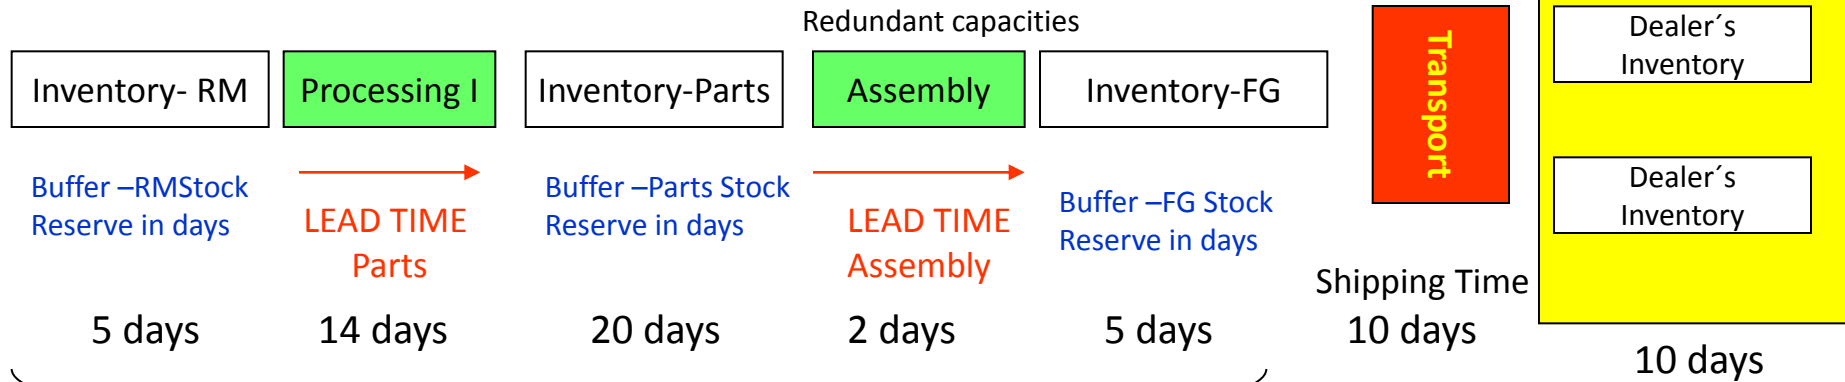 Redundant capacities
Inventory- RM
Processing I
Inventory-Parts
Assembly
Inventory-FG
Transport
Dealer´s
Inventory
Dealer´s
Inventory
Buffer –RMStock
Reserve in days
LEAD TIME
Parts
Buffer –Parts Stock
Reserve in days
LEAD TIME
Assembly
Buffer –FG Stock
Reserve in days
Shipping Time
5 days
14 days
20 days
2 days
5 days
10 days
10 days